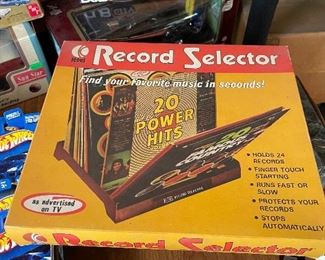 K Record Selector
Find your favorite music in seconds!
20
POWER
HITS
20
• HOLDS 24
RECORDS
• FINGER TOUCH
STARTING
• RUNS FAST OR
SLOW
• PROTECTS YOUR
RECORDS
• STOPS
AUTOMATICALLY
as advertised
on TV
K Record Selector